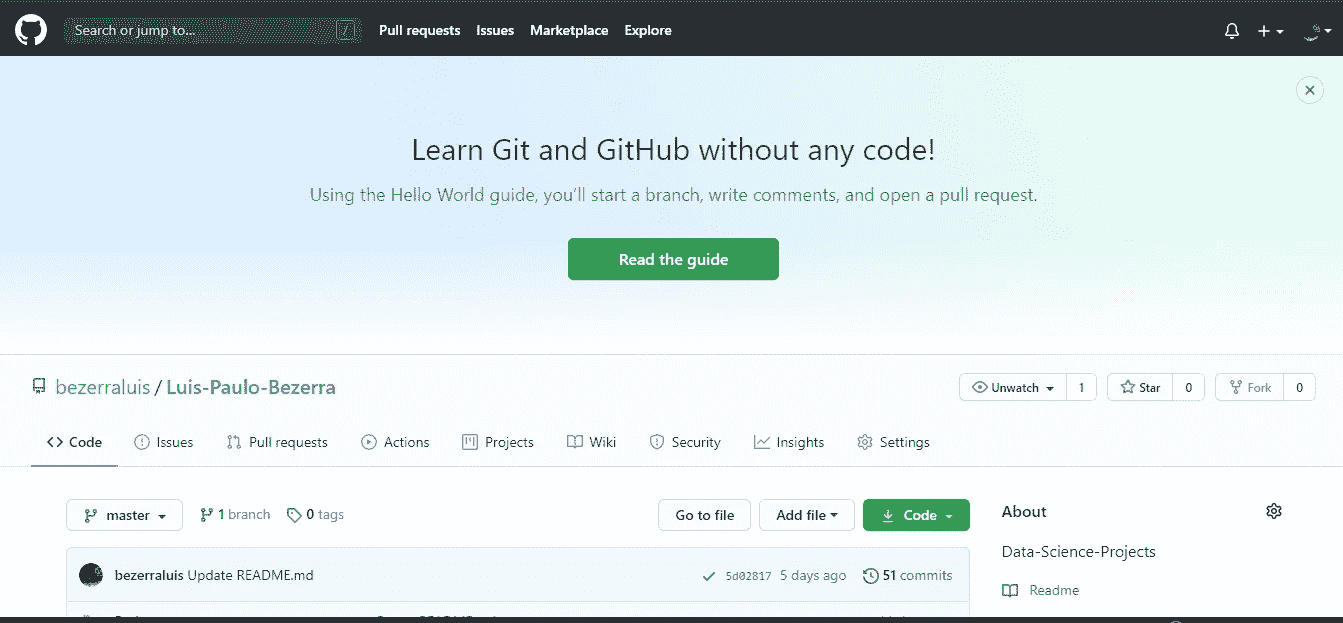 Search or jump to... /
Pull requests Issues Marketplace Explore
Learn Git and GitHub without any code!
Using the Hello World guide, you’ll start a branch, write comments, and open a pull request.
Read the guide
bezerraluis / Luis-Paulo-Bezerra
Unwatch 1 Star 0 Fork 0
Code Issues Pull requests Actions Projects Wiki Security Insights Settings
master 1 branch 0 tags Go to file Add file Code
About
Data-Science-Projects
bezerraluis Update README.md 5d02817 5 days ago 51 commits
Readme